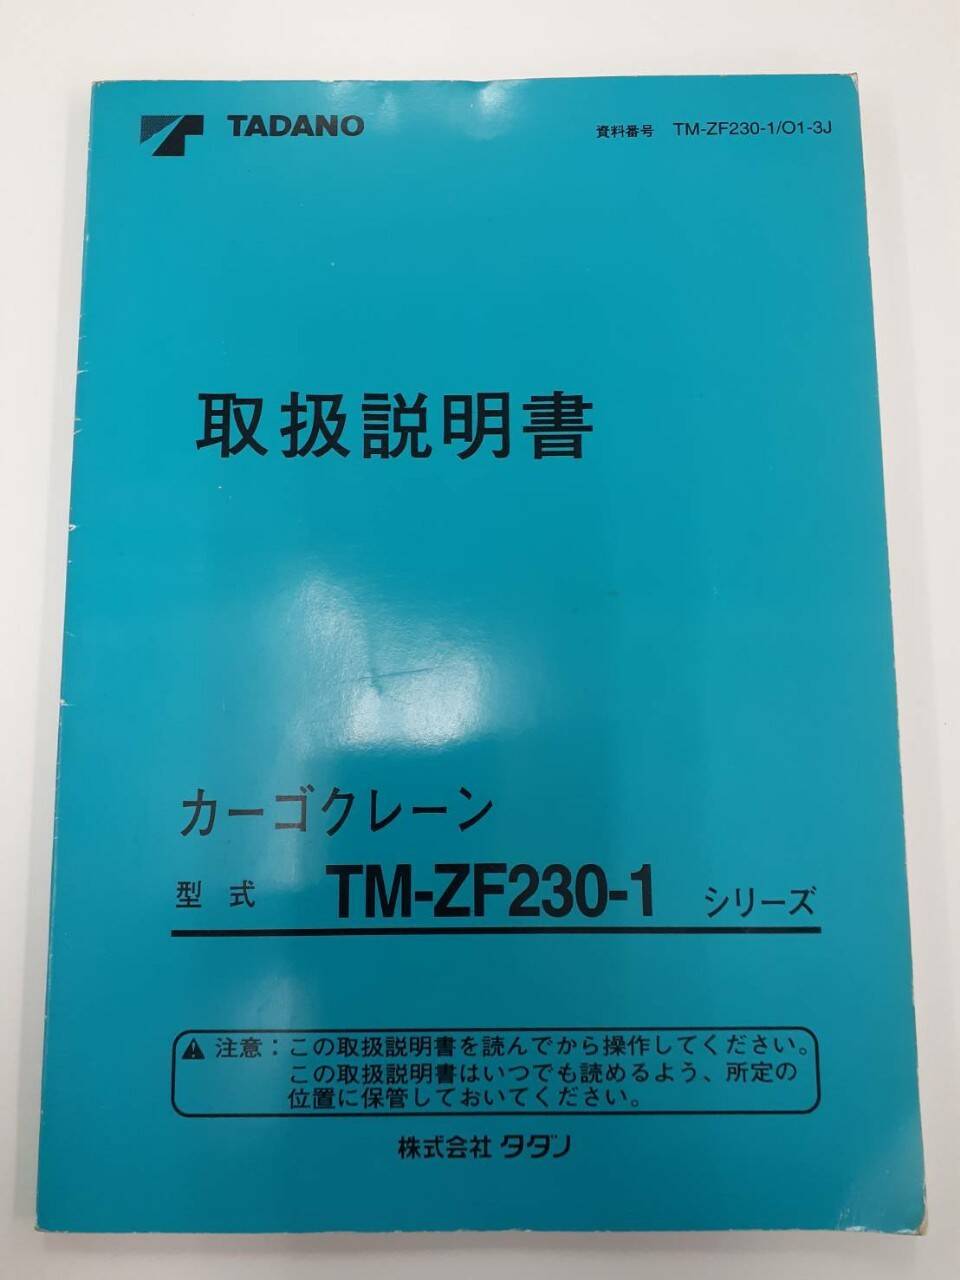 TADANO
資料番号 TM-ZF230-1/O1-3J
取扱説明書
カーゴクレーン
型式 TM-ZF230-1 シリーズ
注意：この取扱説明書を読んでから操作してください。
この取扱説明書はいつでも読めるよう、所定の
位置に保管しておいてください。
株式会社 タダノ